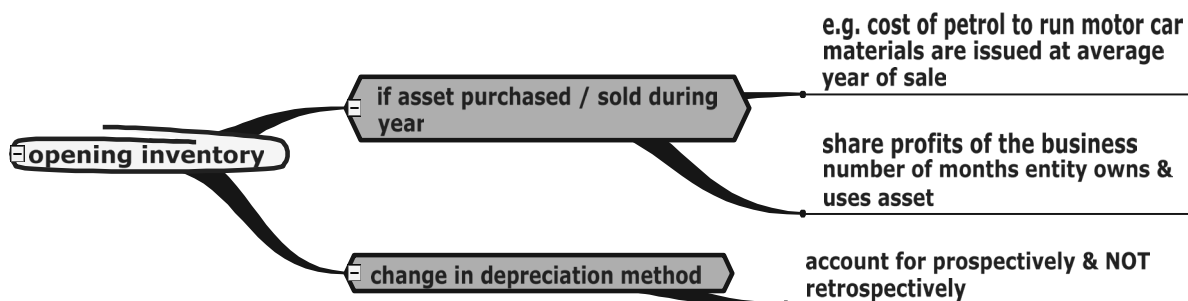 opening inventory
if asset purchased / sold during
year
e.g. cost of petrol to run motor car
materials are issued at average
year of sale
share profits of the business
number of months entity owns &
uses asset
change in depreciation method
account for prospectively & NOT
retrospectively